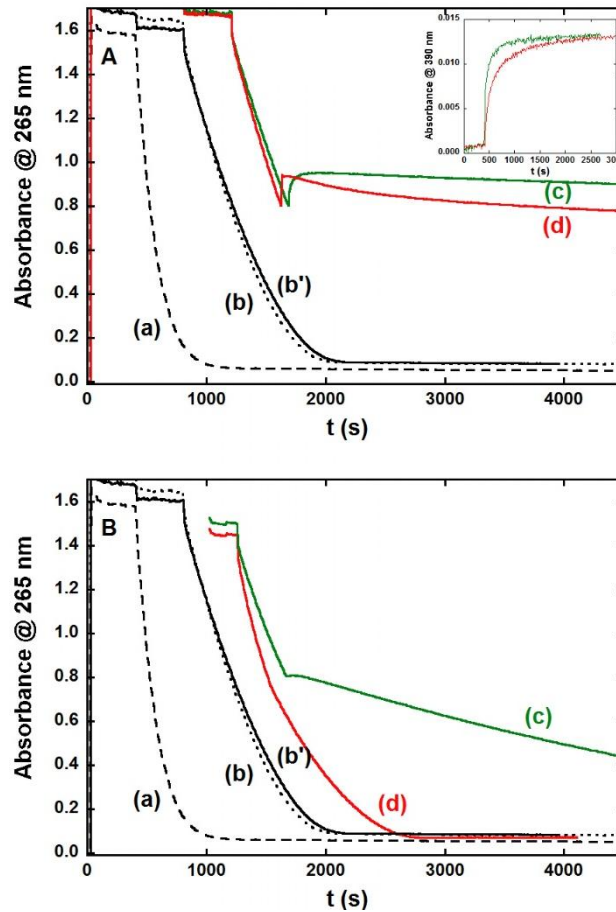 A
1.6
1.4
1.2
1.0
0.8
0.6
0.4
0.2
0.0
Absorbance @ 265 nm
0 1000 2000 3000 4000
t (s)
(a)
(b)
(b')
(c)
(d)
0.015
0.010
0.005
0.000
Absorbance @ 390 nm
0 500 1000 1500 2000 2500 3000
t (s)
B
1.6
1.4
1.2
1.0
0.8
0.6
0.4
0.2
0.0
Absorbance @ 265 nm
0 1000 2000 3000 4000
t (s)
(a)
(b)
(b')
(c)
(d)